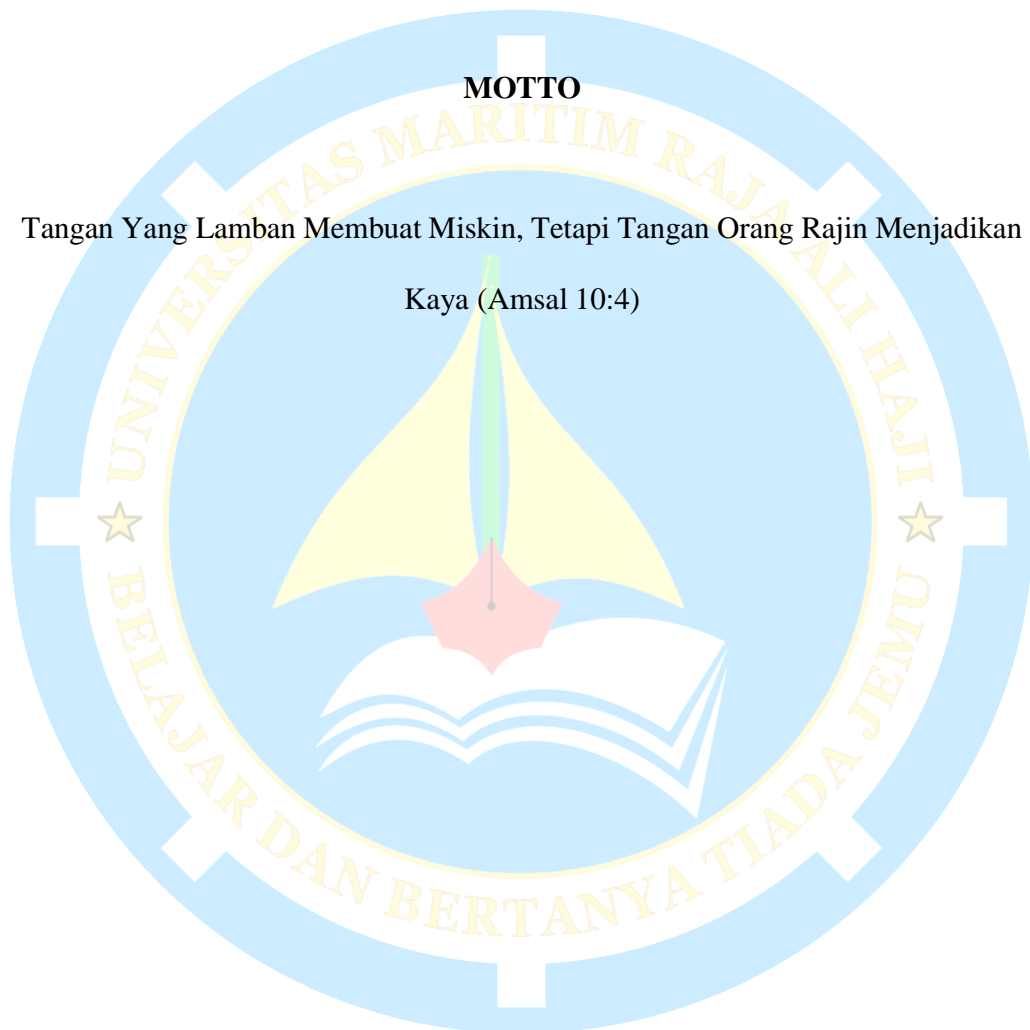 MOTTO
Tangan Yang Lamban Membuat Miskin, Tetapi Tangan Orang Rajin Menjadikan
Kaya (Amsal 10:4)
UNIVERSITAS MARITIM RAJA ALI HAJI
BELAJAR DAN BERTANYA TIADA JEMU